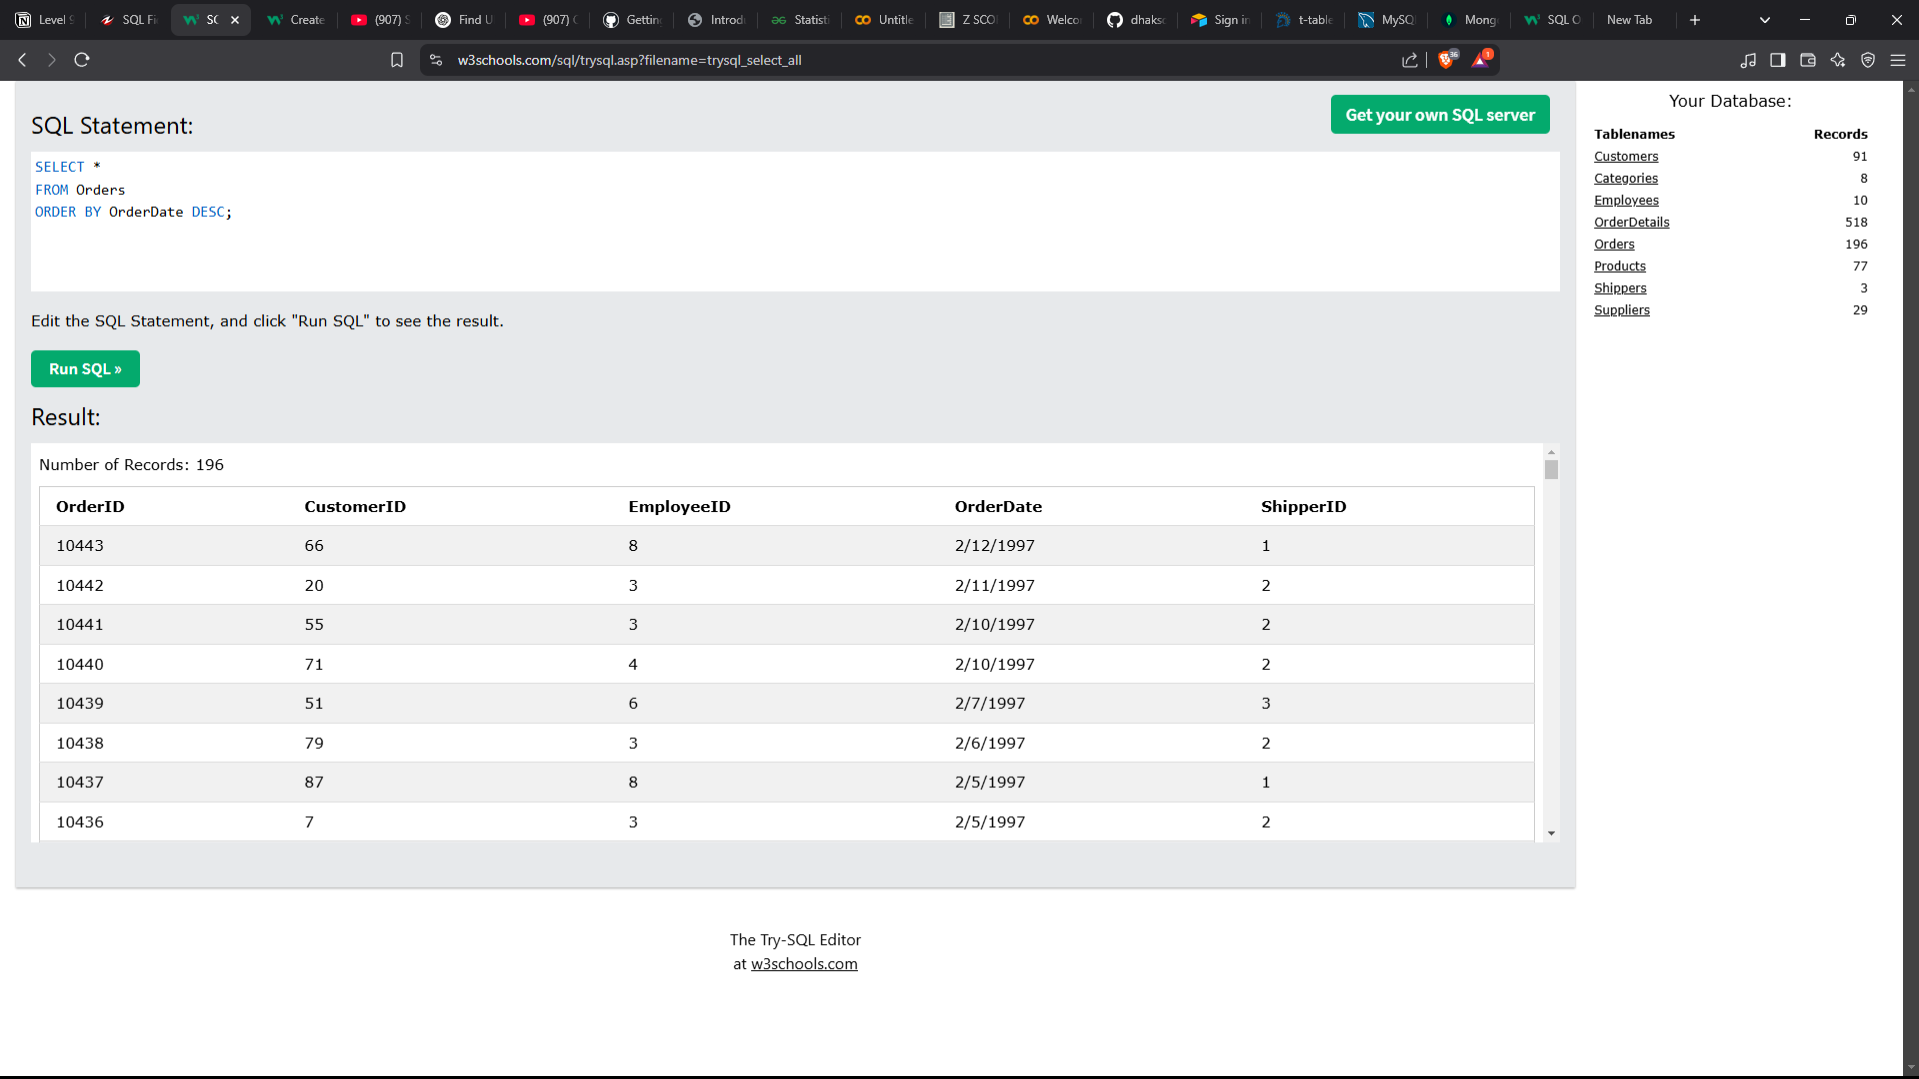 Level 9
SQL Fi
SC
Create
(907) S
Find U
(907) (
Getting
Introdu
Statisti
Untitle
Z SCO
Welco
dhaksc
Sign in
t-table
MySQ
Mong
SQL O
New Tab
w3schools.com/sql/trysql.asp?filename=trysql_select_all
36
1
SQL Statement:
Get your own SQL server
SELECT *
FROM Orders
ORDER BY OrderDate DESC;
Edit the SQL Statement, and click "Run SQL" to see the result.
Run SQL »
Result:
Number of Records: 196
OrderID CustomerID EmployeeID OrderDate ShipperID
10443 66 8 2/12/1997 1
10442 20 3 2/11/1997 2
10441 55 3 2/10/1997 2
10440 71 4 2/10/1997 2
10439 51 6 2/7/1997 3
10438 79 3 2/6/1997 2
10437 87 8 2/5/1997 1
10436 7 3 2/5/1997 2
Your Database:
Tablenames Records
Customers 91
Categories 8
Employees 10
OrderDetails 518
Orders 196
Products 77
Shippers 3
Suppliers 29
The Try-SQL Editor
at w3schools.com